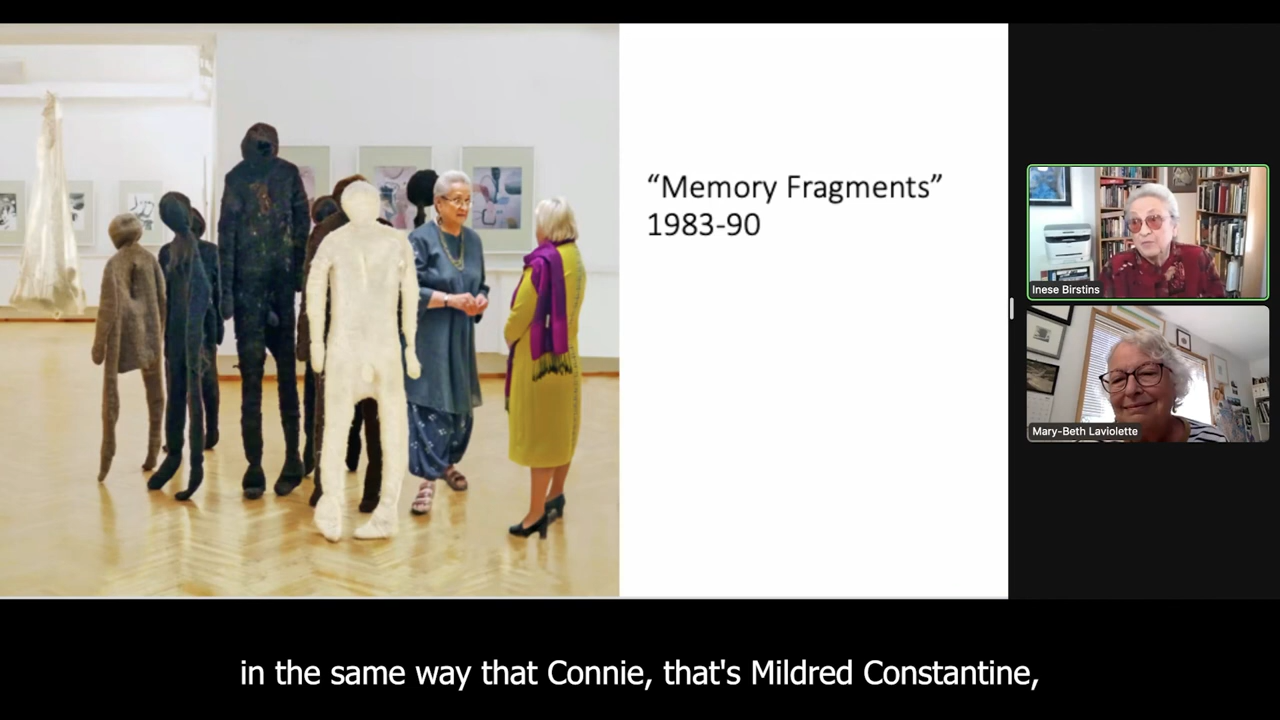 “Memory Fragments”
1983-90
Inese Birstins
Mary-Beth Laviolette
in the same way that Connie, that's Mildred Constantine,